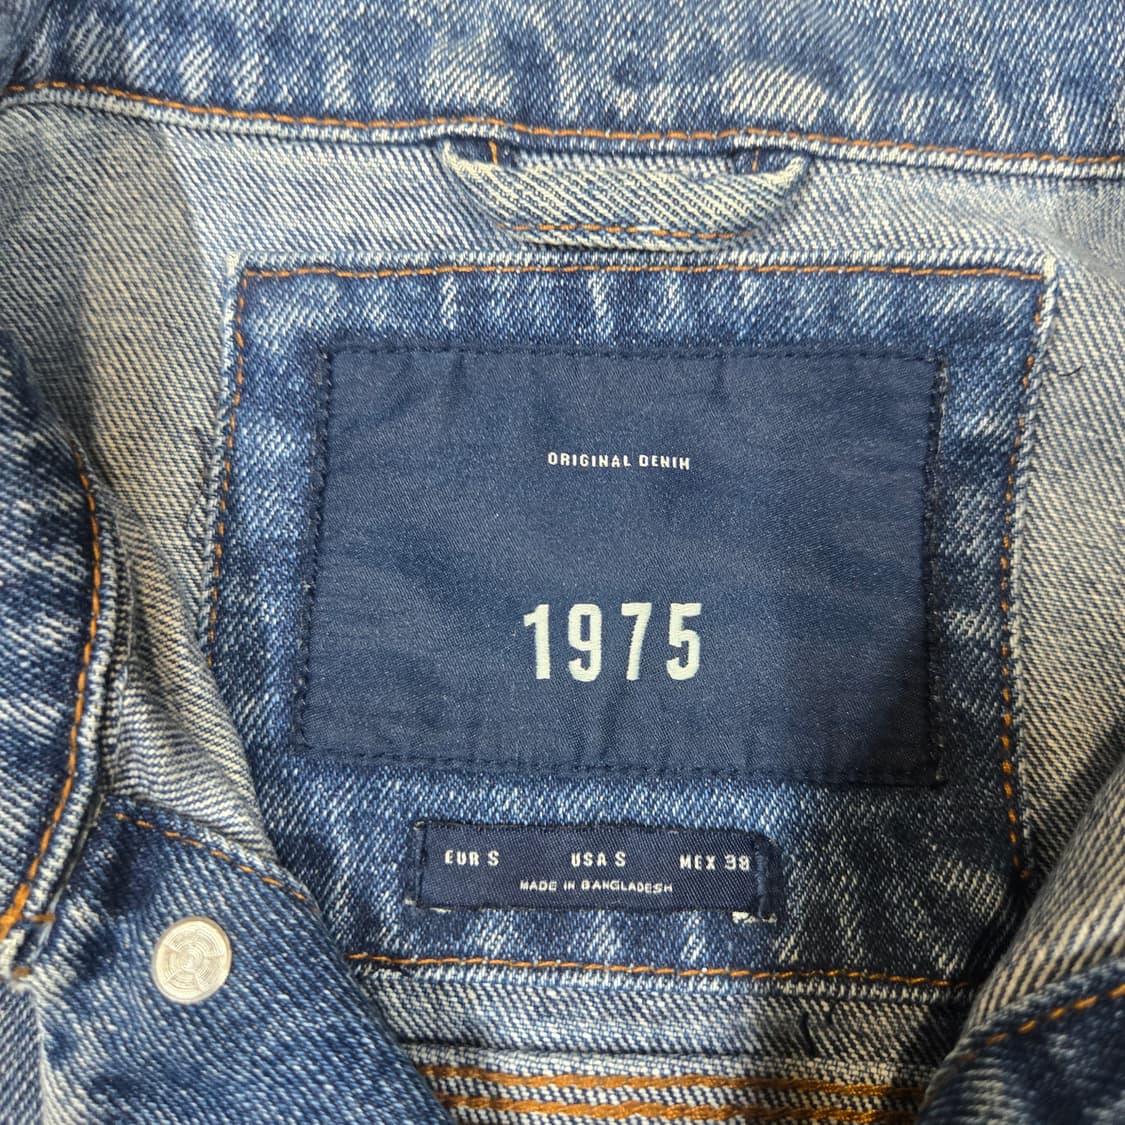 ORIGINAL DENIM
1975
EUR S USA S MEX 38
MADE IN BANGLADESH